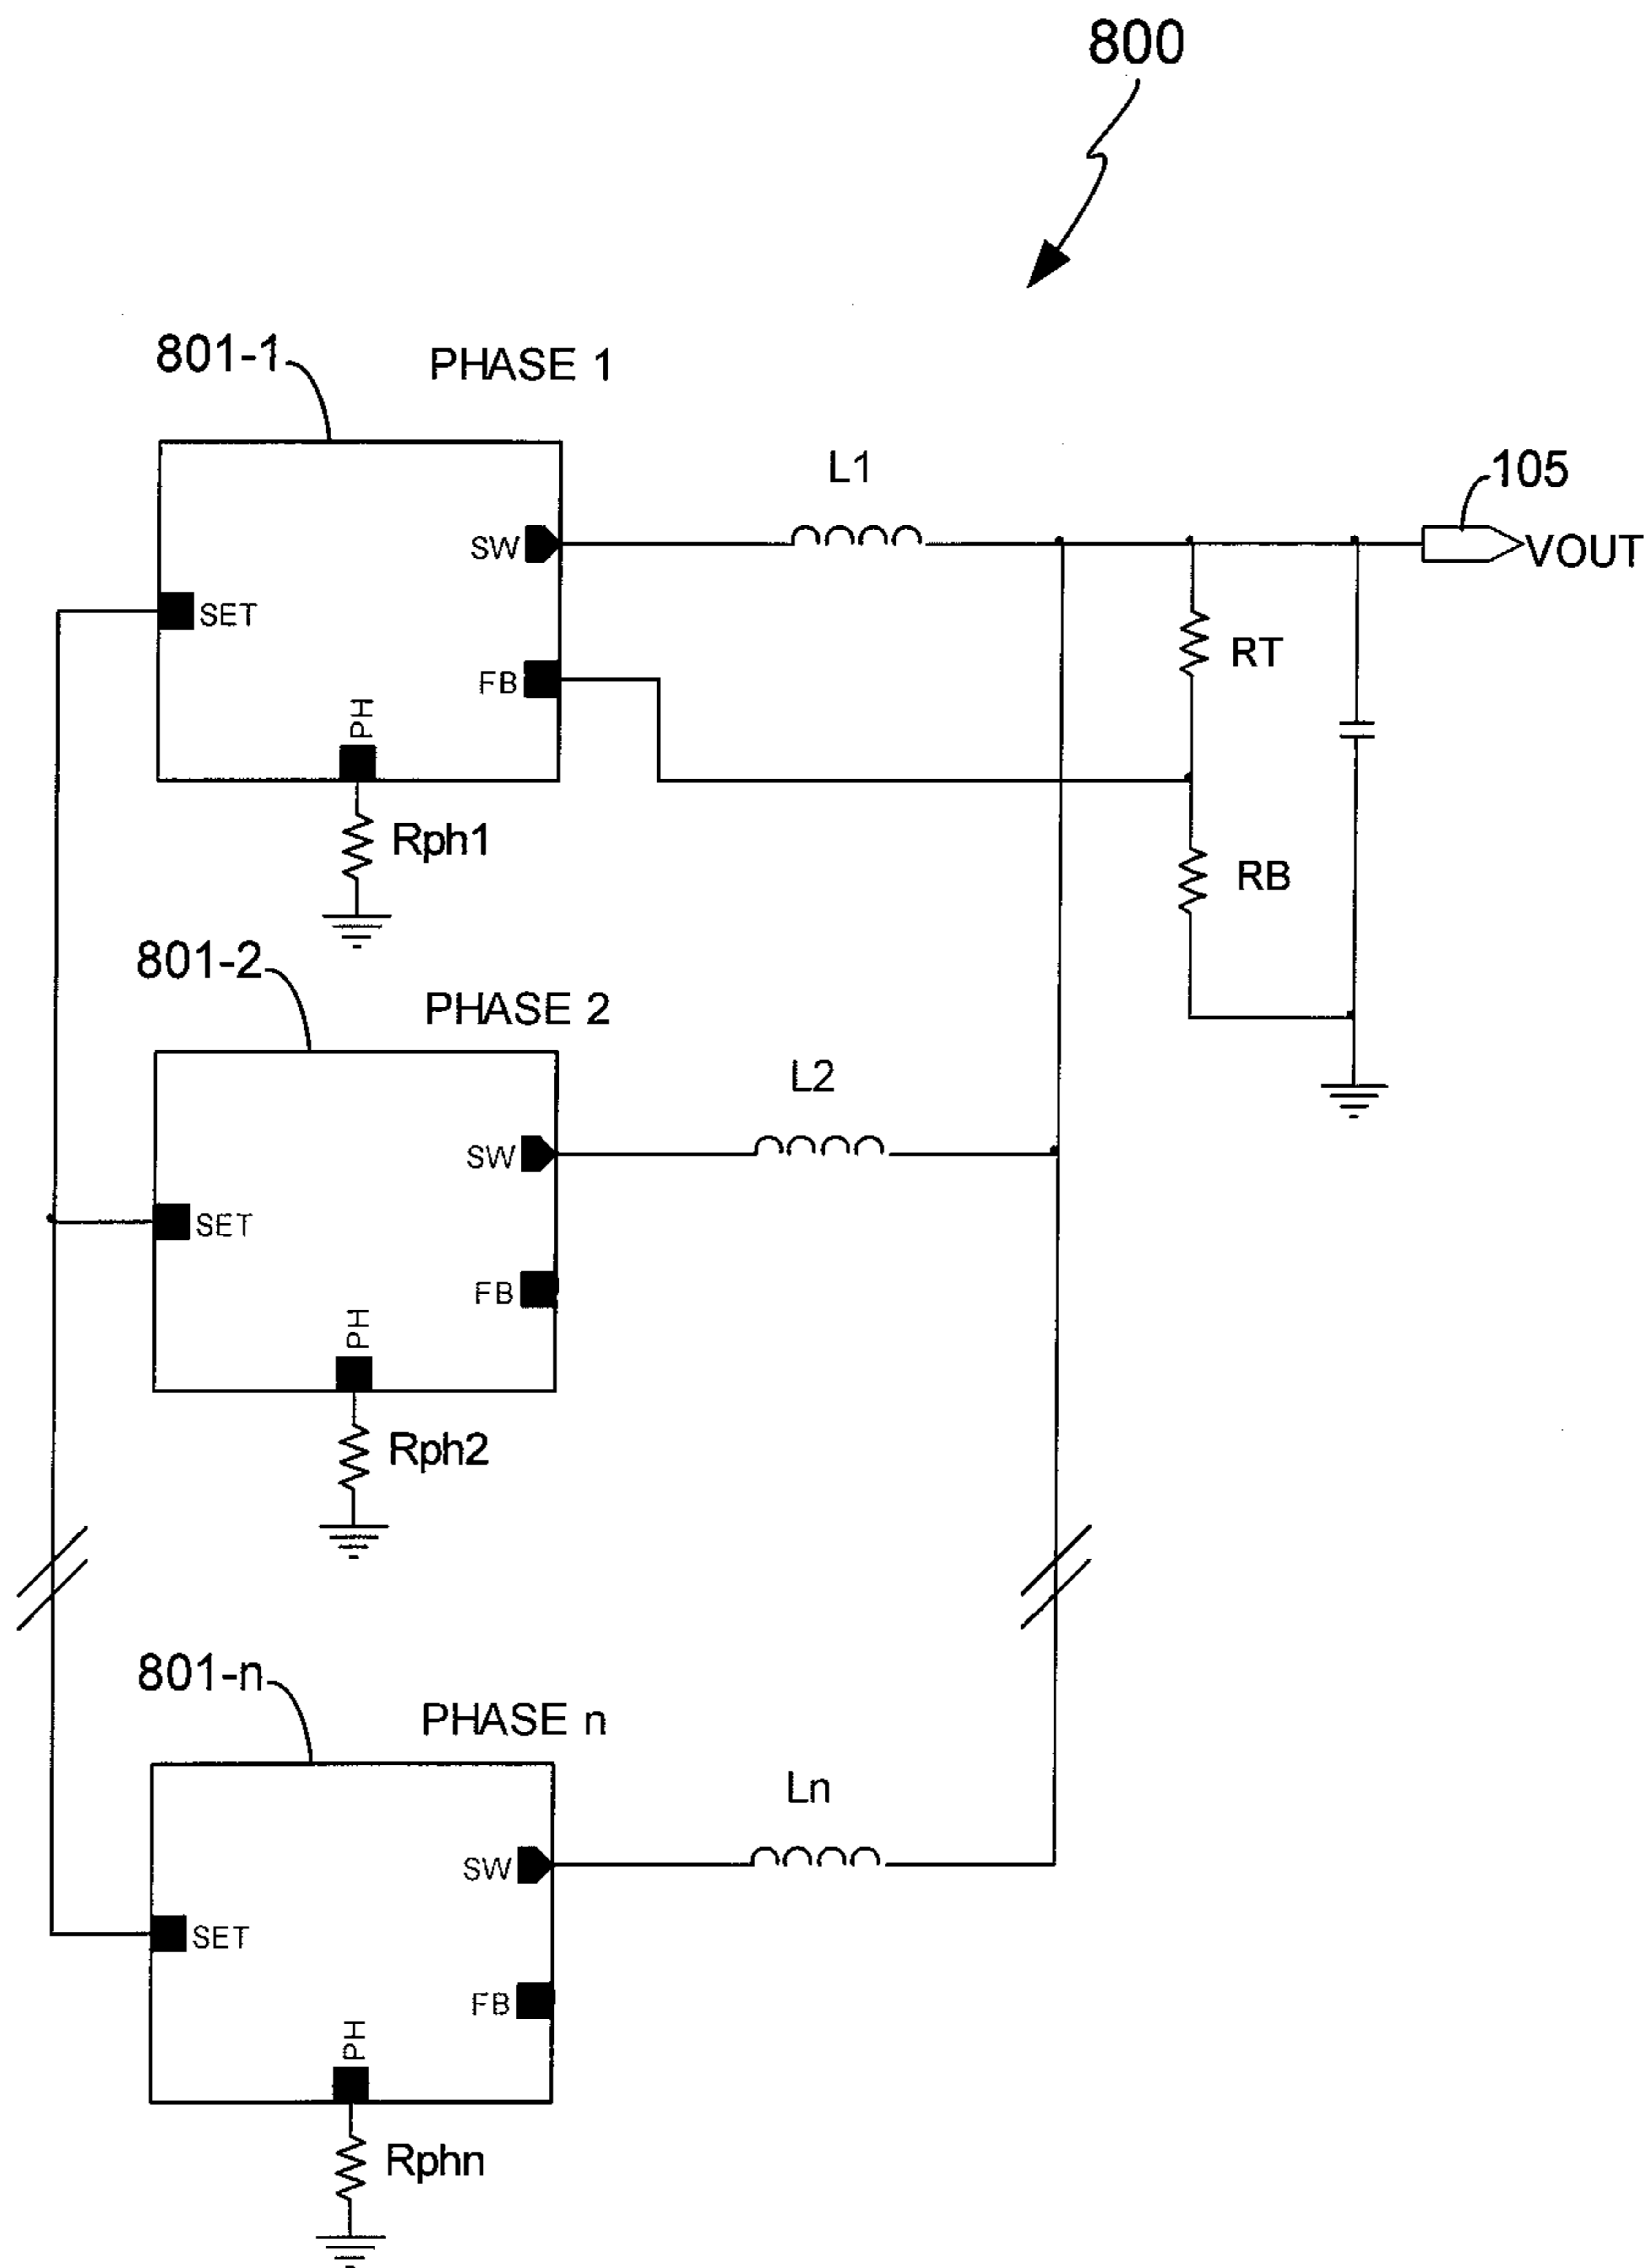 800
801-1
PHASE 1
L1
105
SW
VOUT
SET
RT
FB
PH
Rph1
RB
801-2
PHASE 2
L2
SW
SET
FB
PH
Rph2
801-n
PHASE n
Ln
SW
SET
FB
PH
Rphn